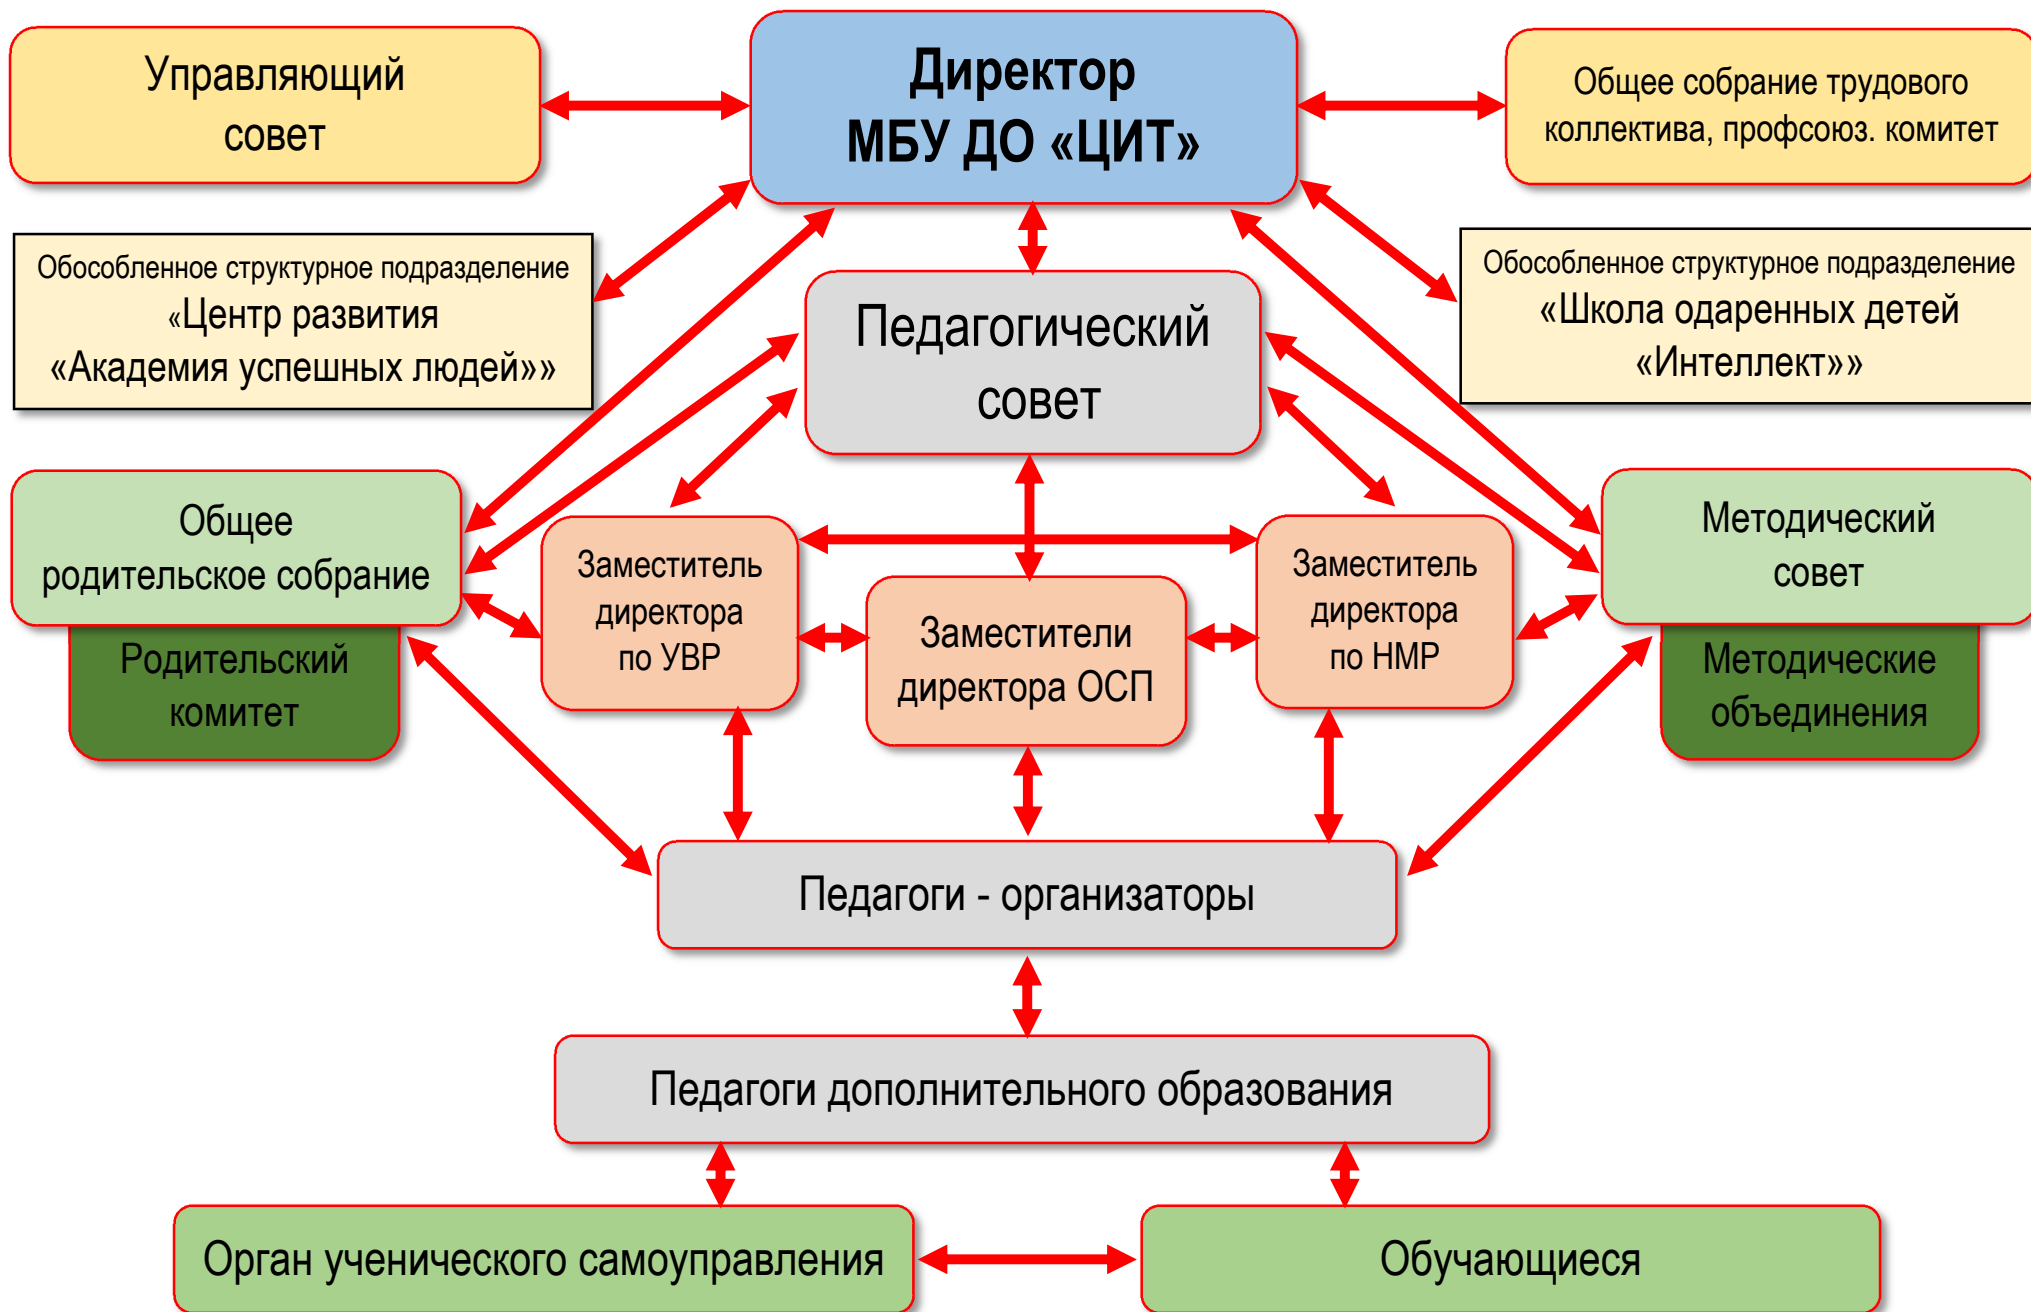 Управляющий
совет
Директор
МБУ ДО «ЦИТ»
Общее собрание трудового
коллектива, профсоюз. комитет
Обособленное структурное подразделение
«Центр развития
«Академия успешных людей»»
Обособленное структурное подразделение
«Школа одаренных детей
«Интеллект»»
Педагогический
совет
Общее
родительское собрание
Родительский
комитет
Заместитель
директора
по УВР
Заместители
директора ОСП
Заместитель
директора
по НМР
Методический
совет
Методические
объединения
Педагоги - организаторы
Педагоги дополнительного образования
Орган ученического самоуправления
Обучающиеся